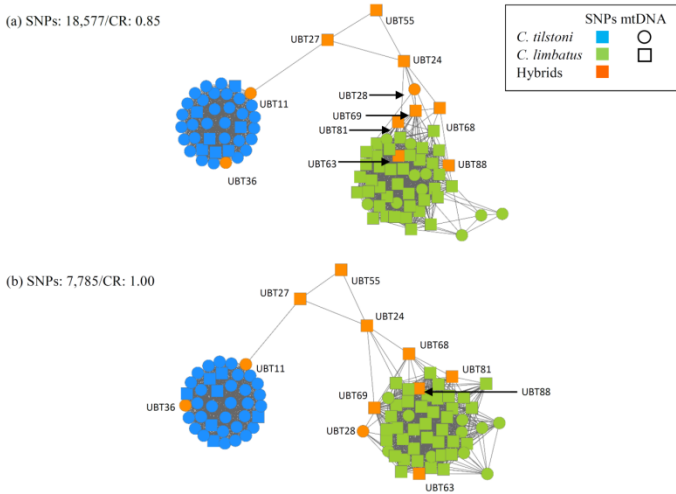 (a) SNPs: 18,577/CR: 0.85
SNPs mtDNA
C. tilstoni
C. limbatus
Hybrids
UBT55
UBT27
UBT24
UBT11
UBT28
UBT69
UBT81
UBT68
UBT63
UBT88
UBT36
(b) SNPs: 7,785/CR: 1.00
UBT55
UBT27
UBT24
UBT68
UBT11
UBT81
UBT88
UBT36
UBT69
UBT28
UBT63